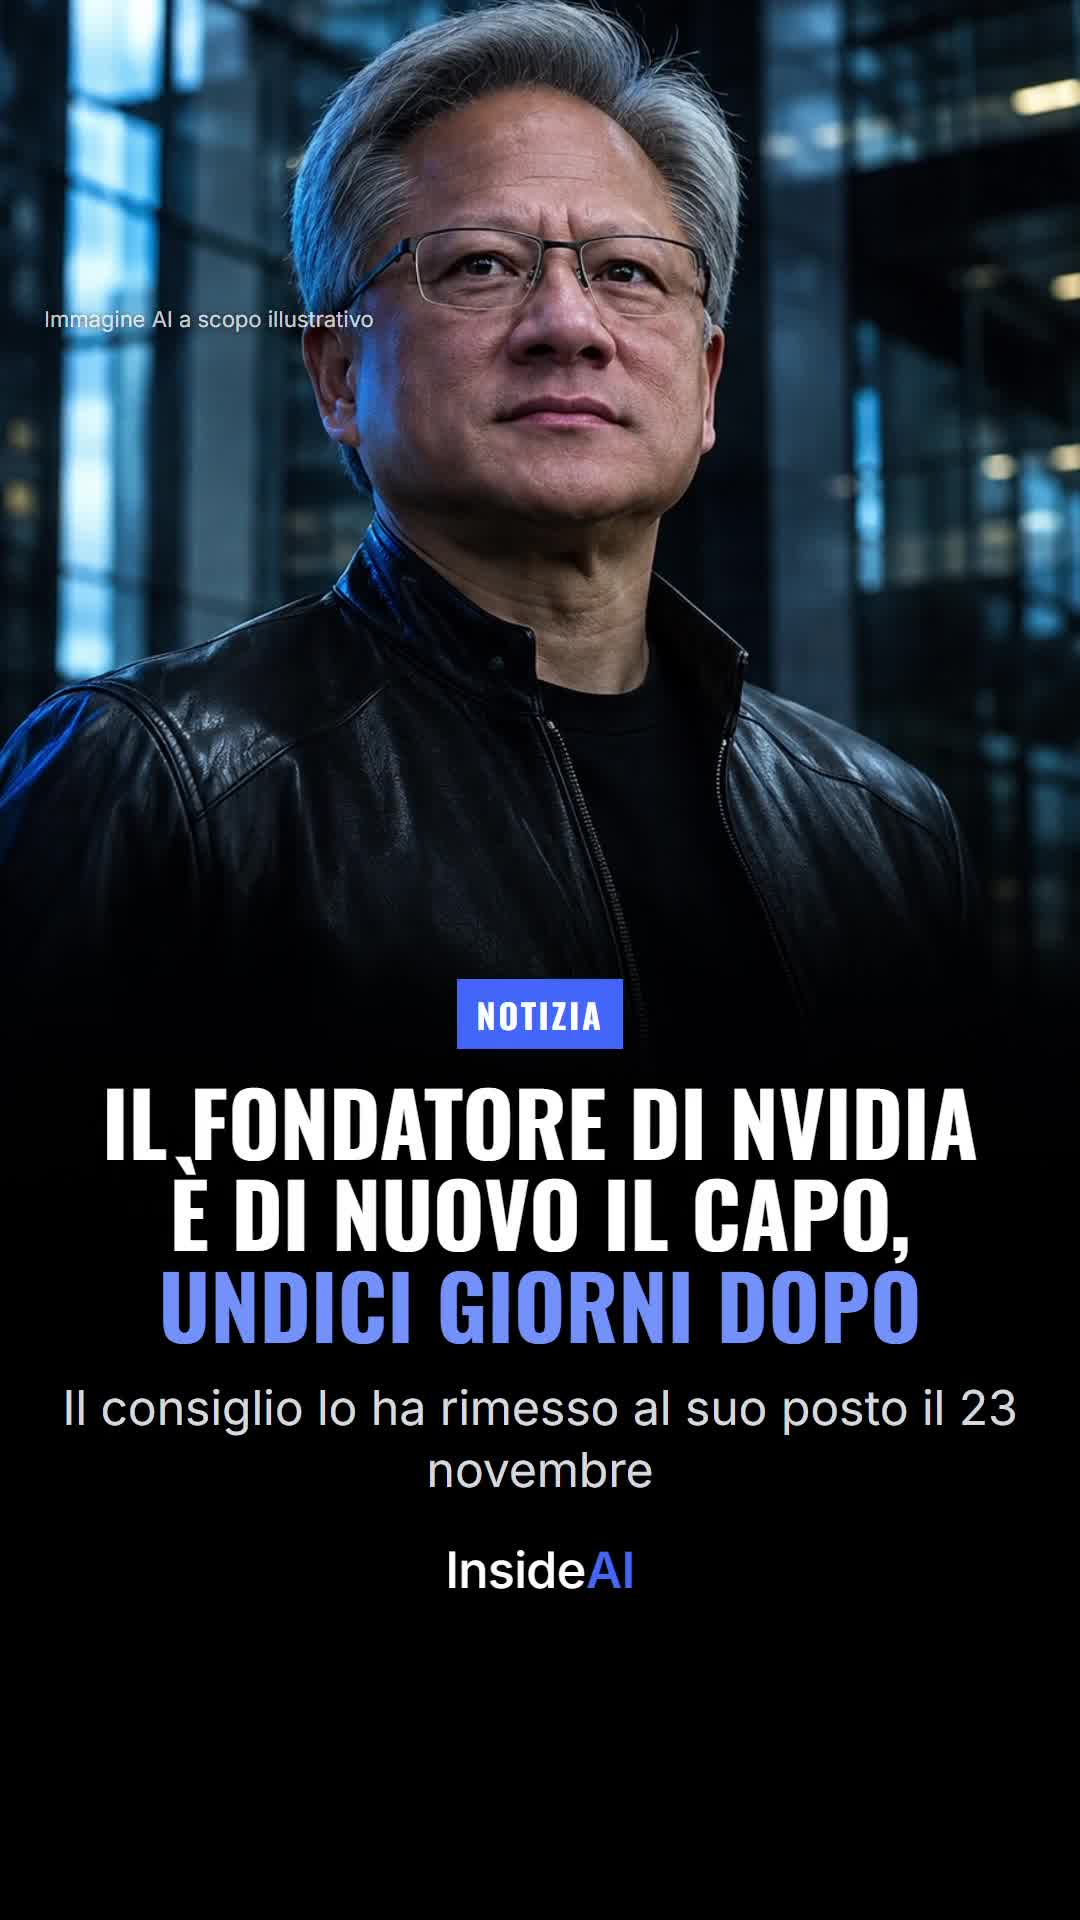 Immagine AI a scopo illustrativo
NOTIZIA
IL FONDATORE DI NVIDIA
È DI NUOVO IL CAPO,
UNDICI GIORNI DOPO
Il consiglio lo ha rimesso al suo posto il 23
novembre
InsideAI